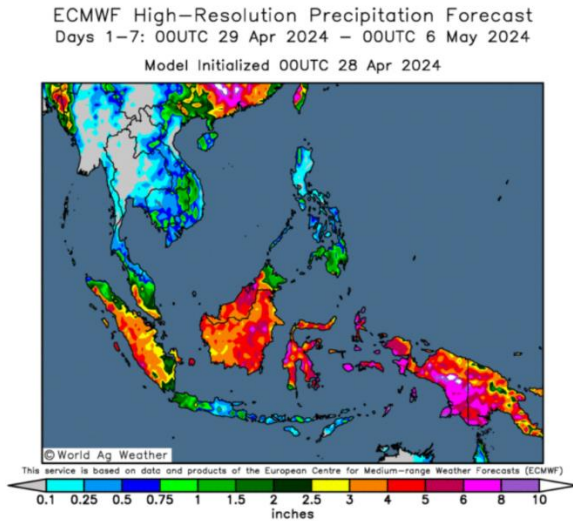 ECMWF High-Resolution Precipitation Forecast
Days 1-7: 00UTC 29 Apr 2024 - 00UTC 6 May 2024
Model Initialized 00UTC 28 Apr 2024
© World Ag Weather
This service is based on data and products of the European Centre for Medium-range Weather Forecasts (ECMWF)
0.1 0.25 0.5 0.75 1 1.5 2 2.5 3 4 5 6 8 10
inches